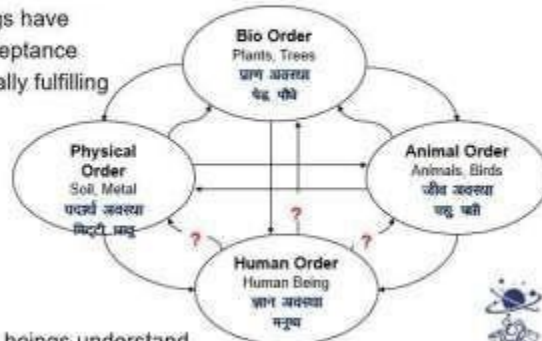 gs have
eptance
ally fulfilling
Bio Order
Plants, Trees
प्राण अवस्था
पेड़ पौधे
Physical
Order
Soil, Metal
पदार्थ अवस्था
मिट्टी धातु
Animal Order
Animals, Birds
जीव अवस्था
पशु पक्षी
?
?
?
Human Order
Human Being
ज्ञान अवस्था
मनुष्य
beings understand